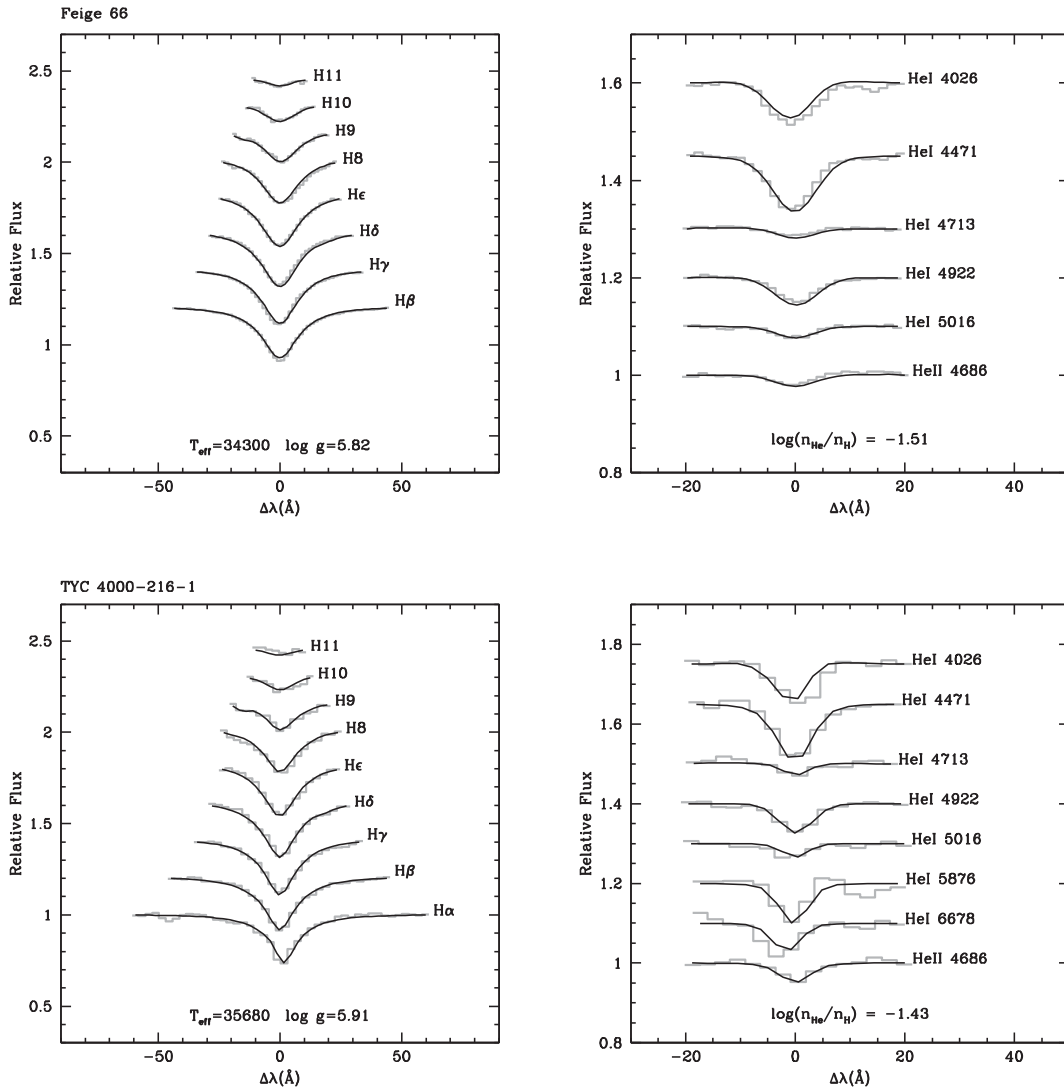 Feige 66
2.5
2
1.5
1
0.5
Relative Flux
H11
H10
H9
H8
Hϵ
Hδ
Hγ
Hβ
T_eff=34300 log g=5.82
−50 0 50
Δλ(Å)
1.6
1.4
1.2
1
0.8
Relative Flux
HeI 4026
HeI 4471
HeI 4713
HeI 4922
HeI 5016
HeII 4686
log(n_He/n_H) = −1.51
−20 0 20 40
Δλ(Å)
TYC 4000−216−1
2.5
2
1.5
1
0.5
Relative Flux
H11
H10
H9
H8
Hϵ
Hδ
Hγ
Hβ
Hα
T_eff=35680 log g=5.91
−50 0 50
Δλ(Å)
1.8
1.6
1.4
1.2
1
0.8
Relative Flux
HeI 4026
HeI 4471
HeI 4713
HeI 4922
HeI 5016
HeI 5876
HeI 6678
HeII 4686
log(n_He/n_H) = −1.43
−20 0 20 40
Δλ(Å)